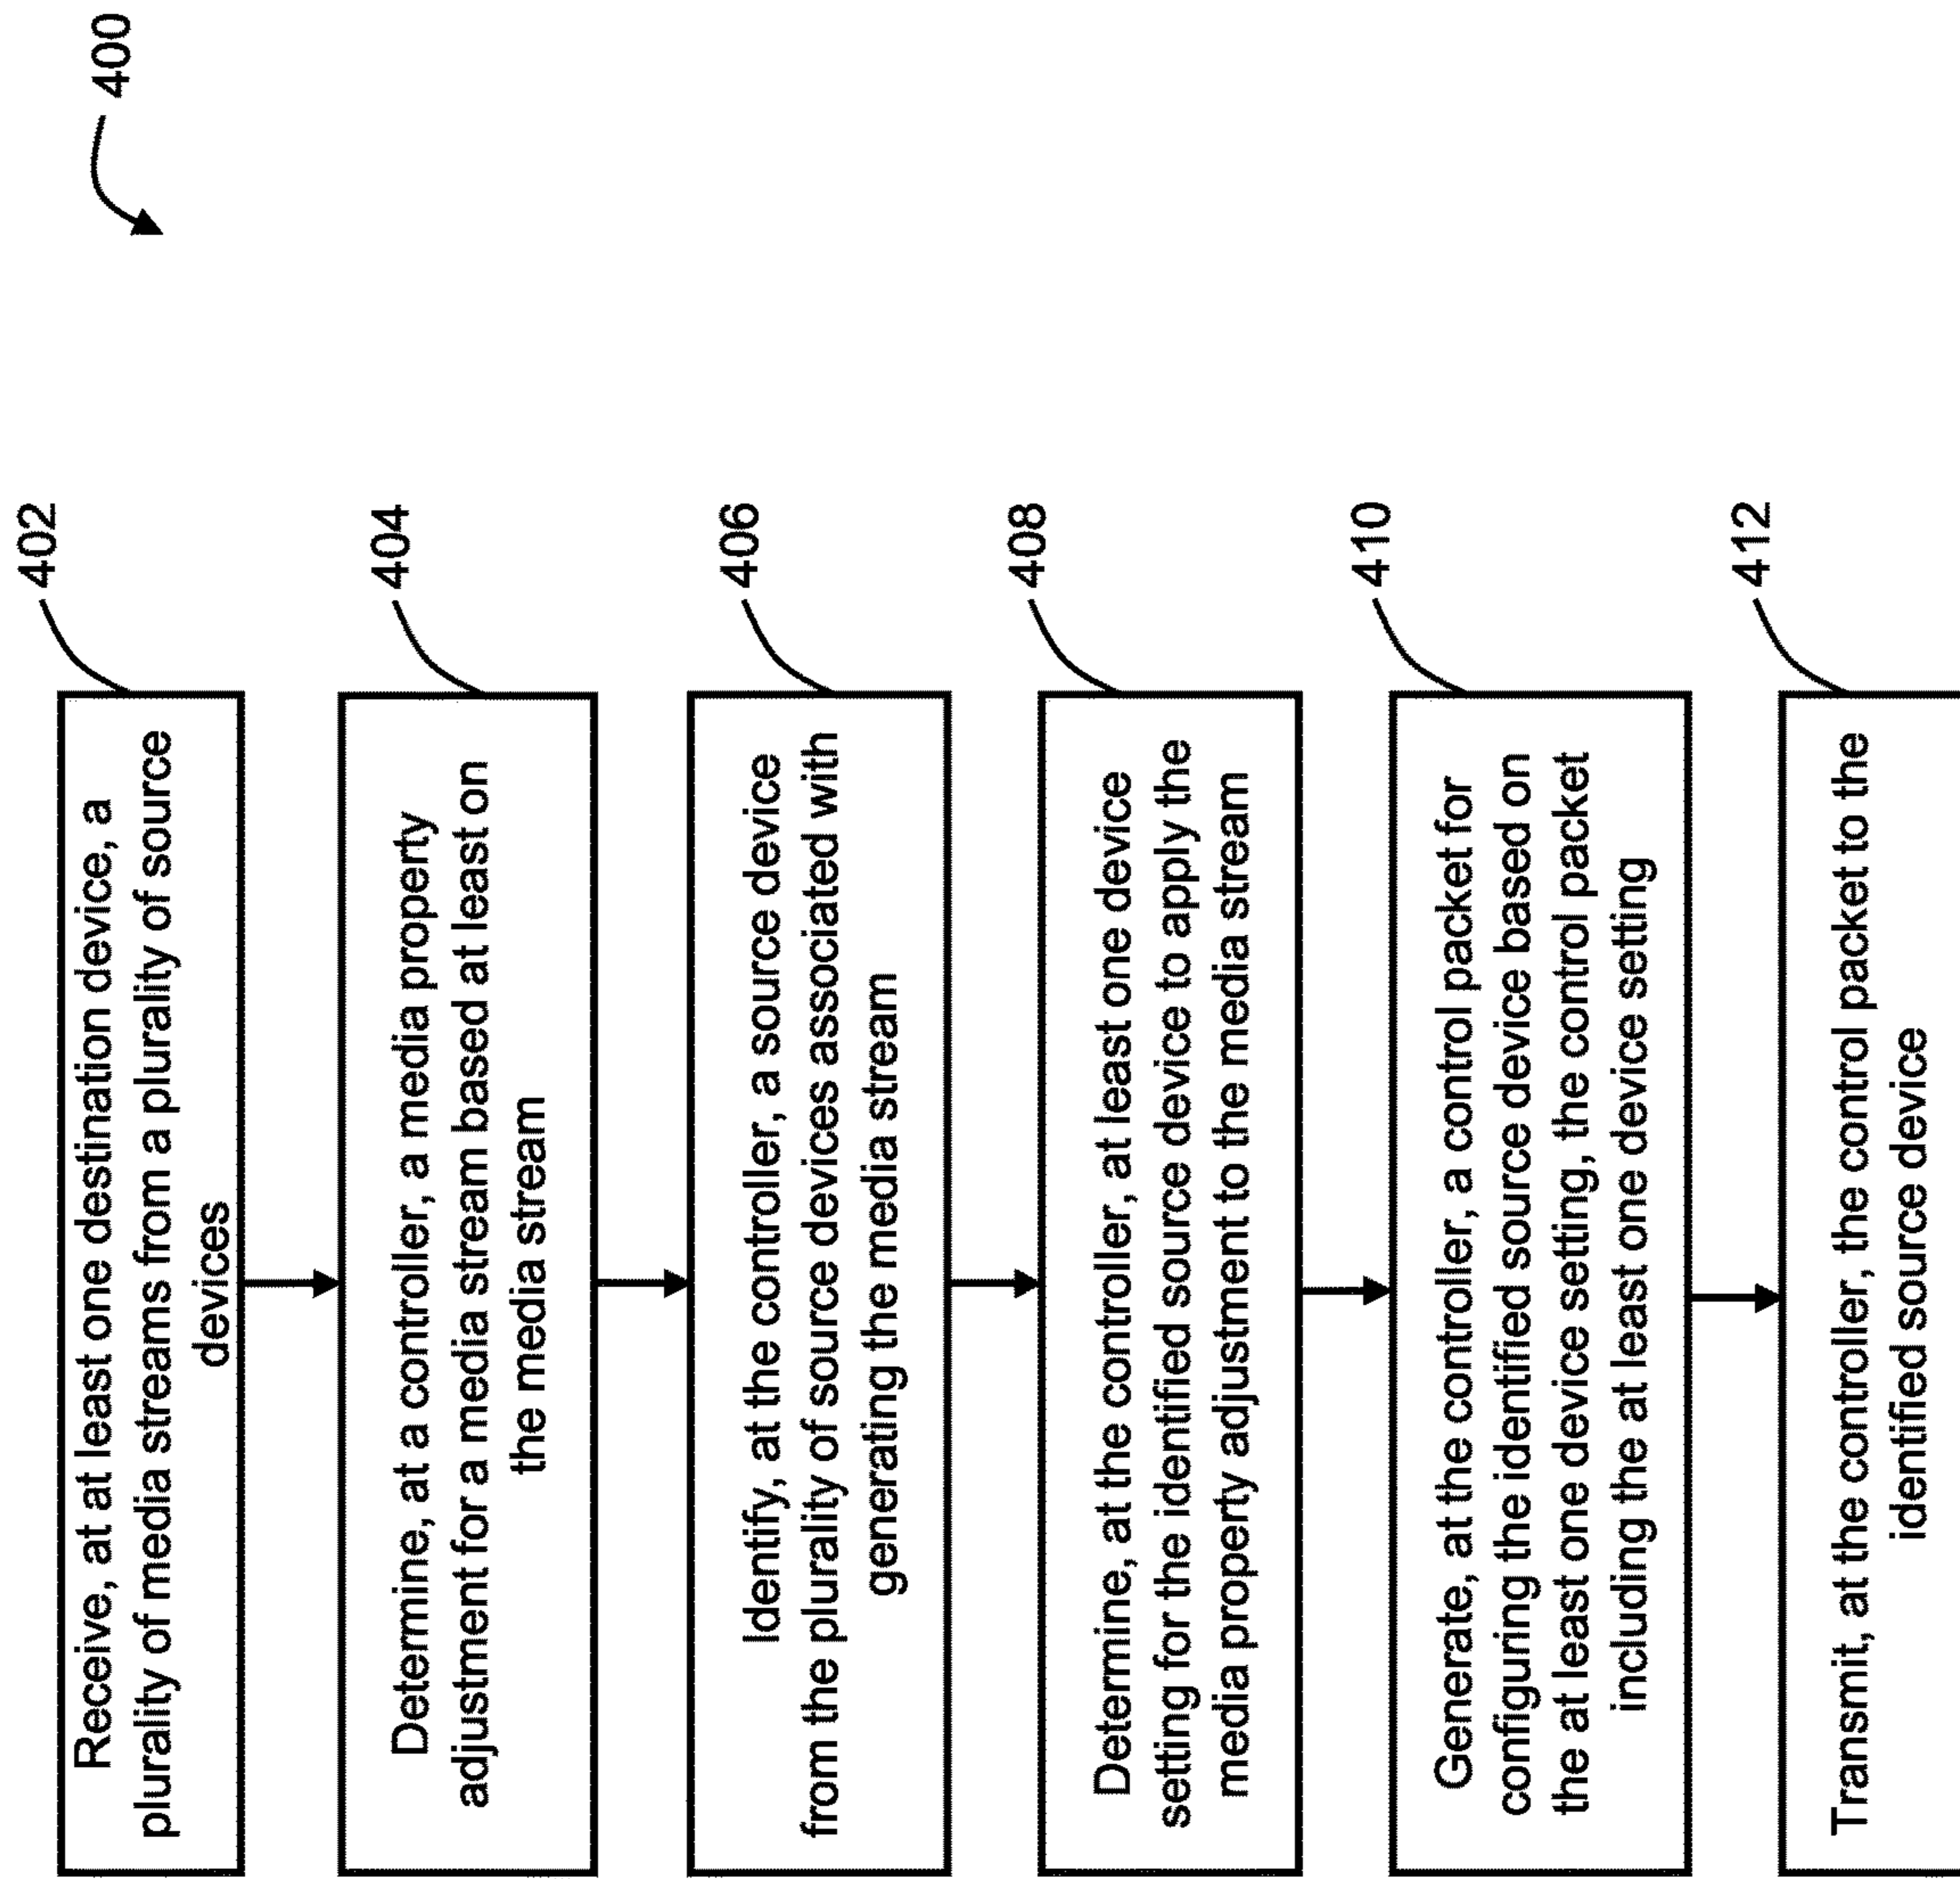 400
402
Receive, at at least one destination device, a
plurality of media streams from a plurality of source
devices
404
Determine, at a controller, a media property
adjustment for a media stream based at least on
the media stream
406
Identify, at the controller, a source device
from the plurality of source devices associated with
generating the media stream
408
Determine, at the controller, at least one device
setting for the identified source device to apply the
media property adjustment to the media stream
410
Generate, at the controller, a control packet for
configuring the identified source device based on
the at least one device setting, the control packet
including the at least one device setting
412
Transmit, at the controller, the control packet to the
identified source device